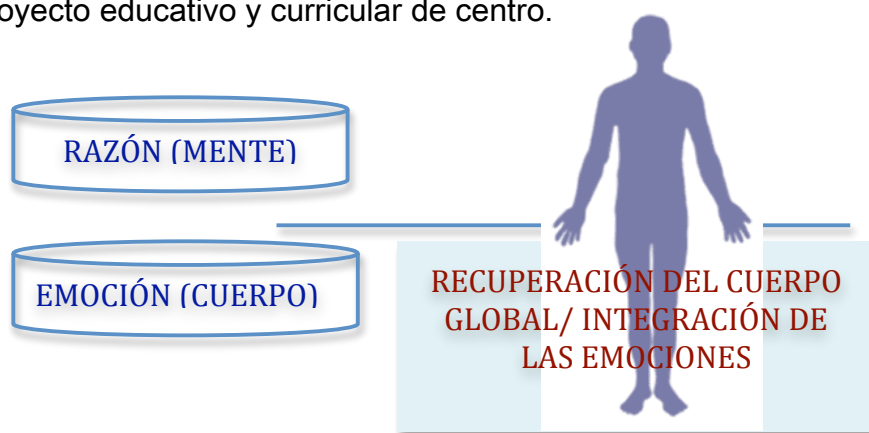 oyecto educativo y curricular de centro.
RAZÓN (MENTE)
EMOCIÓN (CUERPO)
RECUPERACIÓN DEL CUERPO
GLOBAL/ INTEGRACIÓN DE
LAS EMOCIONES